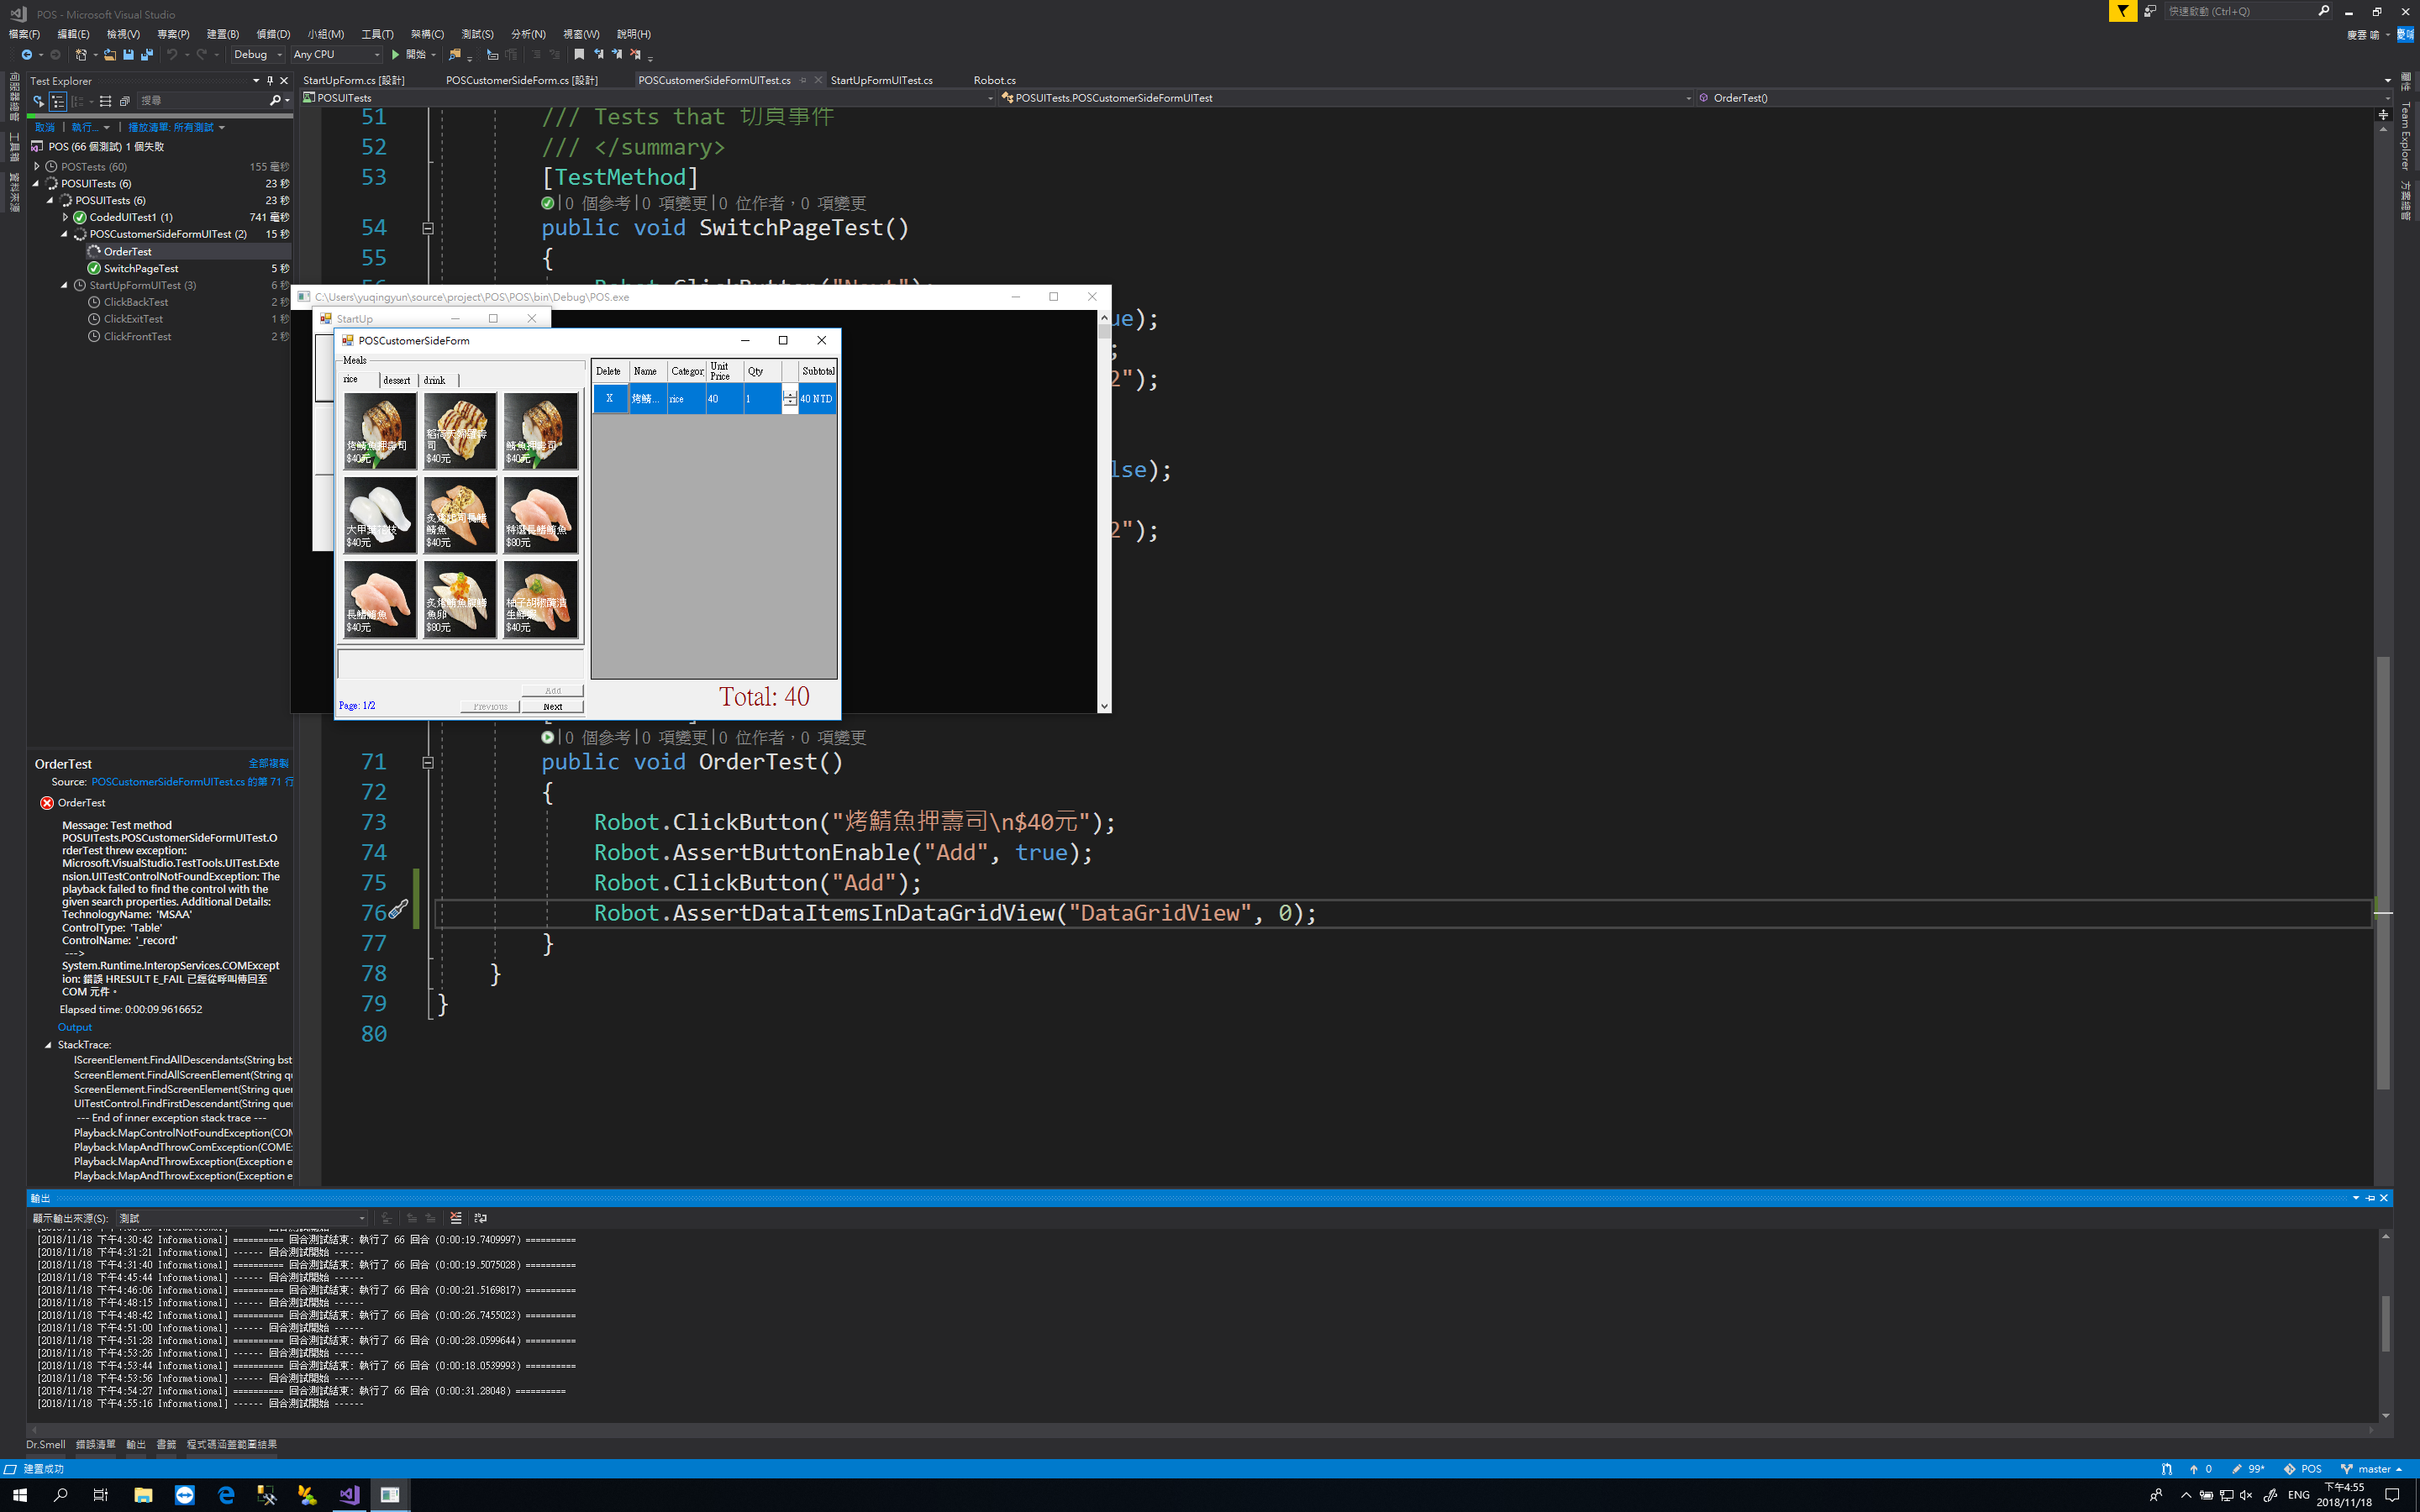 POS - Microsoft Visual Studio
快速啟動 (Ctrl+Q)
檔案(F) 編輯(E) 檢視(V) 專案(P) 建置(B) 偵錯(D) 小組(M) 工具(T) 架構(C) 測試(S) 分析(N) 視窗(W) 說明(H)
慶雲 喻
Debug Any CPU 開始
Test Explorer
搜尋
取消 | 執行... | 播放清單: 所有測試
POS (66 個測試) 1 個失敗
POSTests (60) 155 毫秒
POSUITests (6) 23 秒
POSUITests (6) 23 秒
CodedUITest1 (1) 741 毫秒
POSCustomerSideFormUITest (2) 15 秒
OrderTest
SwitchPageTest 5 秒
StartUpFormUITest (3) 6 秒
ClickBackTest 2 秒
ClickExitTest 1 秒
ClickFrontTest 2 秒
StartUpForm.cs [設計] POSCustomerSideForm.cs [設計] POSCustomerSideFormUITest.cs StartUpFormUITest.cs Robot.cs
POSUITests POSUITests.POSCustomerSideFormUITest OrderTest()
Team Explorer
51 /// Tests that 切頁事件
52 /// </summary>
53 [TestMethod]
|0 個參考|0 項變更|0 位作者，0 項變更
54 public void SwitchPageTest()
55 {
ue);
;
2");
lse);
2");
C:\Users\yuqingyun\source\project\POS\POS\bin\Debug\POS.exe
StartUp
POSCustomerSideForm
Meals
rice dessert drink
烤鯖魚押壽司
$40元
$40元
鯖魚押壽司
$40元
$40元
$40元
特選長鰭鮪魚
$80元
長鰭鮪魚
$40元
$80元
$40元
Add
Page: 1/2 Previous Next
Delete Name Categor Unit Price Qty Subtotal
X 烤鯖... rice 40 1 40 NTD
Total: 40
|0 個參考|0 項變更|0 位作者，0 項變更
71 public void OrderTest()
72 {
73 Robot.ClickButton("烤鯖魚押壽司\n$40元");
74 Robot.AssertButtonEnable("Add", true);
75 Robot.ClickButton("Add");
76 Robot.AssertDataItemsInDataGridView("DataGridView", 0);
77 }
78 }
79 }
80
OrderTest 全部複製
Source: POSCustomerSideFormUITest.cs 的第 71 行
OrderTest
Message: Test method
POSUITests.POSCustomerSideFormUITest.O
rderTest threw exception:
Microsoft.VisualStudio.TestTools.UITest.Exte
nsion.UITestControlNotFoundException: The
playback failed to find the control with the
given search properties. Additional Details:
TechnologyName: 'MSAA'
ControlType: 'Table'
ControlName: '_record'
--->
System.Runtime.InteropServices.COMExcept
ion: 錯誤 HRESULT E_FAIL 已經從呼叫傳回至
COM 元件。
Elapsed time: 0:00:09.9616652
Output
StackTrace:
IScreenElement.FindAllDescendants(String bst
ScreenElement.FindAllScreenElement(String qu
ScreenElement.FindScreenElement(String quer
UITestControl.FindFirstDescendant(String quer
--- End of inner exception stack trace ---
Playback.MapControlNotFoundException(COM
Playback.MapAndThrowComException(COMEx
Playback.MapAndThrowException(Exception e
Playback.MapAndThrowException(Exception e
輸出
顯示輸出來源(S): 測試
[2018/11/18 下午4:30:42 Informational] ========== 回合測試結束: 執行了 66 回合 (0:00:19.7409997) ==========
[2018/11/18 下午4:31:21 Informational] ------ 回合測試開始 ------
[2018/11/18 下午4:31:40 Informational] ========== 回合測試結束: 執行了 66 回合 (0:00:19.5075028) ==========
[2018/11/18 下午4:45:44 Informational] ------ 回合測試開始 ------
[2018/11/18 下午4:46:06 Informational] ========== 回合測試結束: 執行了 66 回合 (0:00:21.5169817) ==========
[2018/11/18 下午4:48:15 Informational] ------ 回合測試開始 ------
[2018/11/18 下午4:48:42 Informational] ========== 回合測試結束: 執行了 66 回合 (0:00:26.7455023) ==========
[2018/11/18 下午4:51:00 Informational] ------ 回合測試開始 ------
[2018/11/18 下午4:51:28 Informational] ========== 回合測試結束: 執行了 66 回合 (0:00:28.0599644) ==========
[2018/11/18 下午4:53:26 Informational] ------ 回合測試開始 ------
[2018/11/18 下午4:53:44 Informational] ========== 回合測試結束: 執行了 66 回合 (0:00:18.0539993) ==========
[2018/11/18 下午4:53:56 Informational] ------ 回合測試開始 ------
[2018/11/18 下午4:54:27 Informational] ========== 回合測試結束: 執行了 66 回合 (0:00:31.28048) ==========
[2018/11/18 下午4:55:16 Informational] ------ 回合測試開始 ------
Dr.Smell 錯誤清單 輸出 書籤 程式碼涵蓋範圍結果
建置成功
0 99* POS master
ENG
下午4:55
2018/11/18